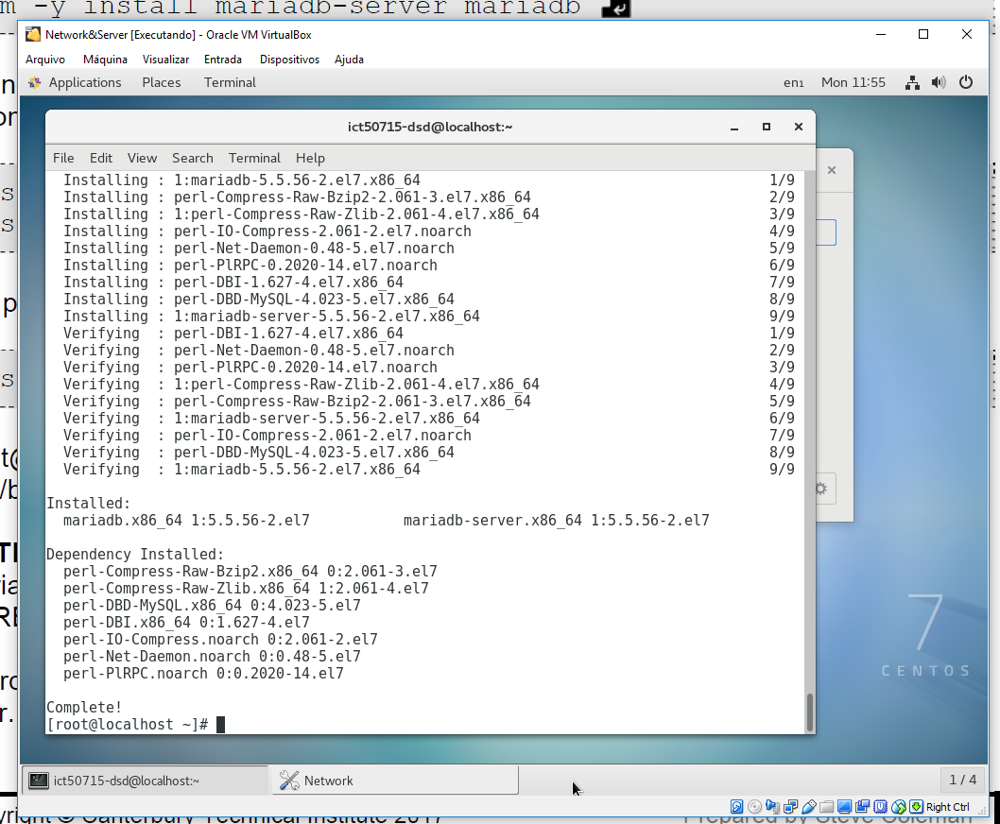 m -y install mariadb-server mariadb
Network&Server [Executando] - Oracle VM VirtualBox
Arquivo Máquina Visualizar Entrada Dispositivos Ajuda
Applications Places Terminal en1 Mon 11:55
ict50715-dsd@localhost:~
File Edit View Search Terminal Help
Installing : 1:mariadb-5.5.56-2.el7.x86_64 1/9
Installing : perl-Compress-Raw-Bzip2-2.061-3.el7.x86_64 2/9
Installing : 1:perl-Compress-Raw-Zlib-2.061-4.el7.x86_64 3/9
Installing : perl-IO-Compress-2.061-2.el7.noarch 4/9
Installing : perl-Net-Daemon-0.48-5.el7.noarch 5/9
Installing : perl-PlRPC-0.2020-14.el7.noarch 6/9
Installing : perl-DBI-1.627-4.el7.x86_64 7/9
Installing : perl-DBD-MySQL-4.023-5.el7.x86_64 8/9
Installing : 1:mariadb-server-5.5.56-2.el7.x86_64 9/9
Verifying : perl-DBI-1.627-4.el7.x86_64 1/9
Verifying : perl-Net-Daemon-0.48-5.el7.noarch 2/9
Verifying : perl-PlRPC-0.2020-14.el7.noarch 3/9
Verifying : 1:perl-Compress-Raw-Zlib-2.061-4.el7.x86_64 4/9
Verifying : perl-Compress-Raw-Bzip2-2.061-3.el7.x86_64 5/9
Verifying : 1:mariadb-server-5.5.56-2.el7.x86_64 6/9
Verifying : perl-IO-Compress-2.061-2.el7.noarch 7/9
Verifying : perl-DBD-MySQL-4.023-5.el7.x86_64 8/9
Verifying : 1:mariadb-5.5.56-2.el7.x86_64 9/9
Installed:
mariadb.x86_64 1:5.5.56-2.el7 mariadb-server.x86_64 1:5.5.56-2.el7
Dependency Installed:
perl-Compress-Raw-Bzip2.x86_64 0:2.061-3.el7
perl-Compress-Raw-Zlib.x86_64 1:2.061-4.el7
perl-DBD-MySQL.x86_64 0:4.023-5.el7
perl-DBI.x86_64 0:1.627-4.el7
perl-IO-Compress.noarch 0:2.061-2.el7
perl-Net-Daemon.noarch 0:0.48-5.el7
perl-PlRPC.noarch 0:0.2020-14.el7
Complete!
[root@localhost ~]#
7
CENTOS
ict50715-dsd@localhost:~ Network 1 / 4
Right Ctrl
yright © Canterbury Technical Institute 2017 Prepared by Steve Coleman